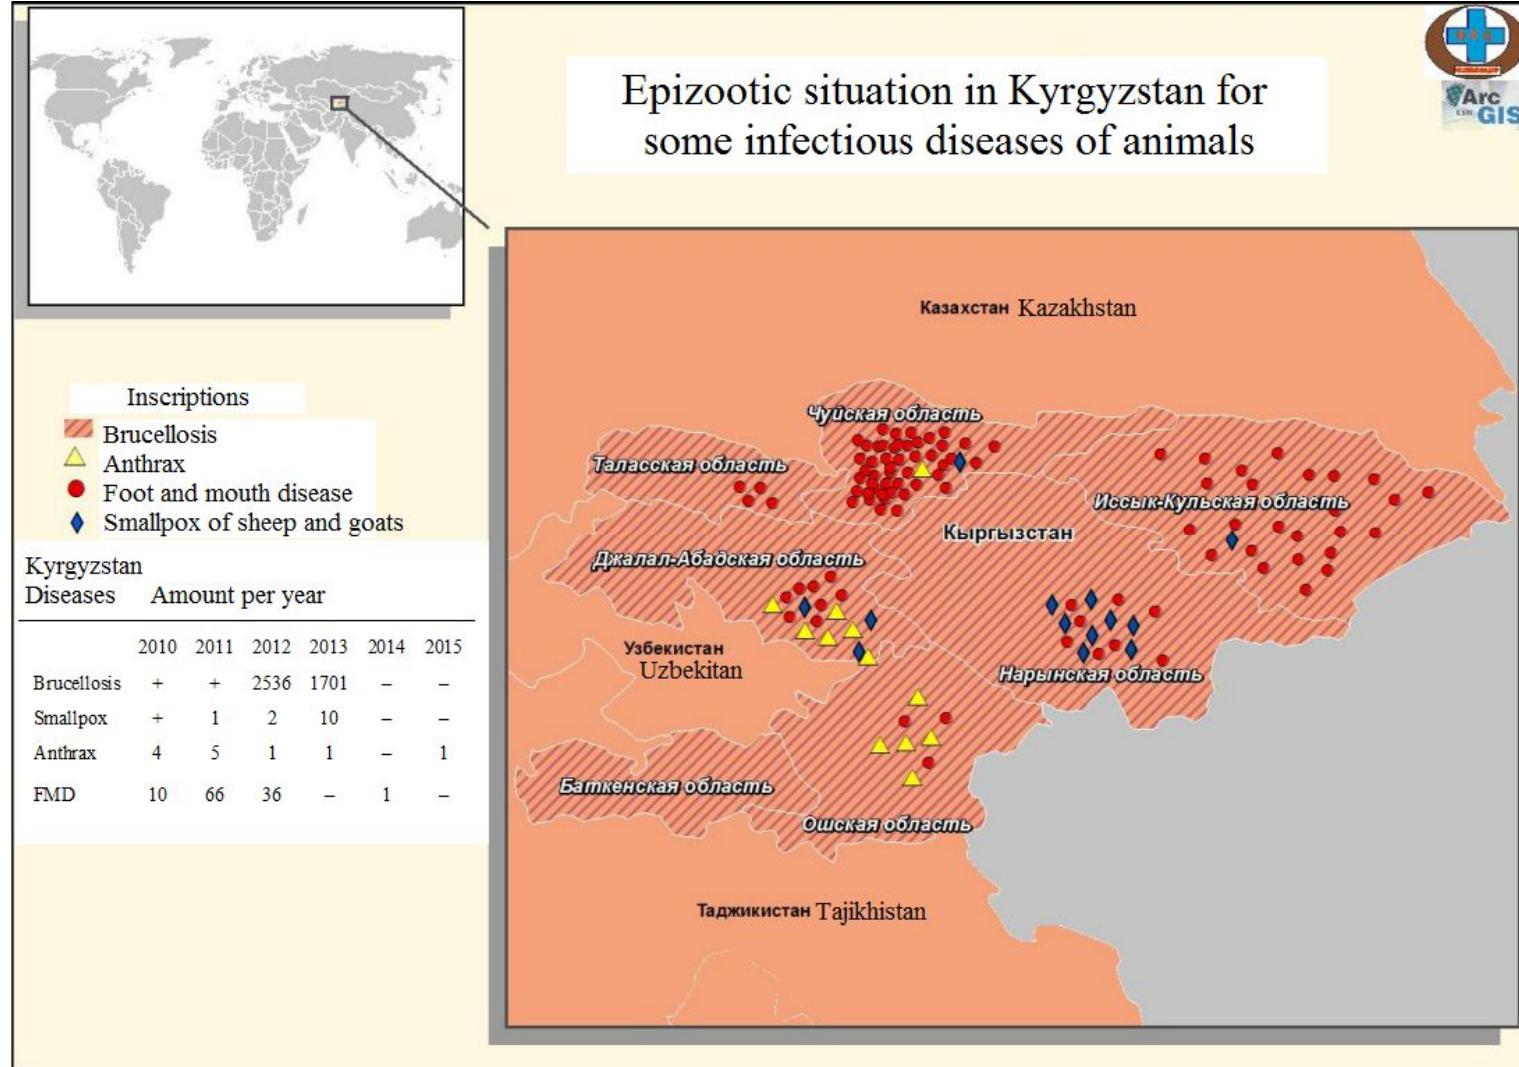 Epizootic situation in Kyrgyzstan for
some infectious diseases of animals
Arc
ESRI GIS
Казахстан Kazakhstan
Inscriptions
Brucellosis
Anthrax
Foot and mouth disease
Smallpox of sheep and goats
Kyrgyzstan
Diseases Amount per year
2010 2011 2012 2013 2014 2015
Brucellosis + + 2536 1701 – –
Smallpox + 1 2 10 – –
Anthrax 4 5 1 1 – 1
FMD 10 66 36 – 1 –
Чуйская область
Таласская область
Иссык-Кульская область
Кыргызстан
Джалал-Абадская область
Узбекистан
Uzbekitan
Нарынская область
Баткенская область
Ошская область
Таджикистан Tajikhistan